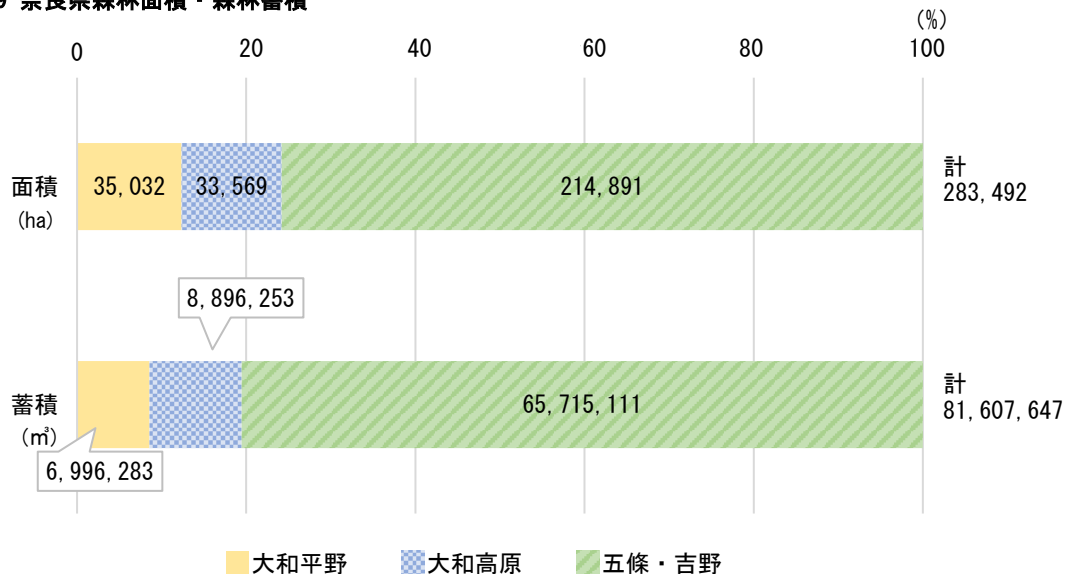 奈良県森林面積・森林蓄積
(%)
0 20 40 60 80 100
面積
(ha)
35,032 33,569 214,891
計
283,492
8,896,253
蓄積
(㎥)
65,715,111
計
81,607,647
6,996,283
大和平野 大和高原 五條・吉野